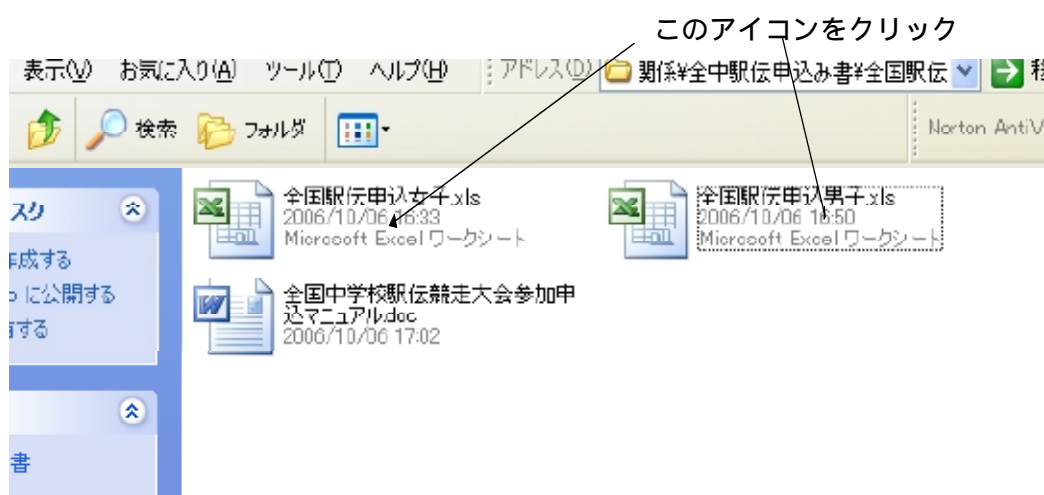 このアイコンをクリック
表示(V) お気に入り(A) ツール(T) ヘルプ(H) アドレス(D) 関係¥全中駅伝申込み書¥全国駅伝
検索 フォルダ Norton AntiV
全国駅伝申込女子.xls
2006/10/06 16:33
Microsoft Excel ワークシート
全国駅伝申込男子.xls
2006/10/06 16:50
Microsoft Excel ワークシート
スク
作成する
に公開する
する
全国中学校駅伝競走大会参加申
込マニュアル.doc
2006/10/06 17:02
書